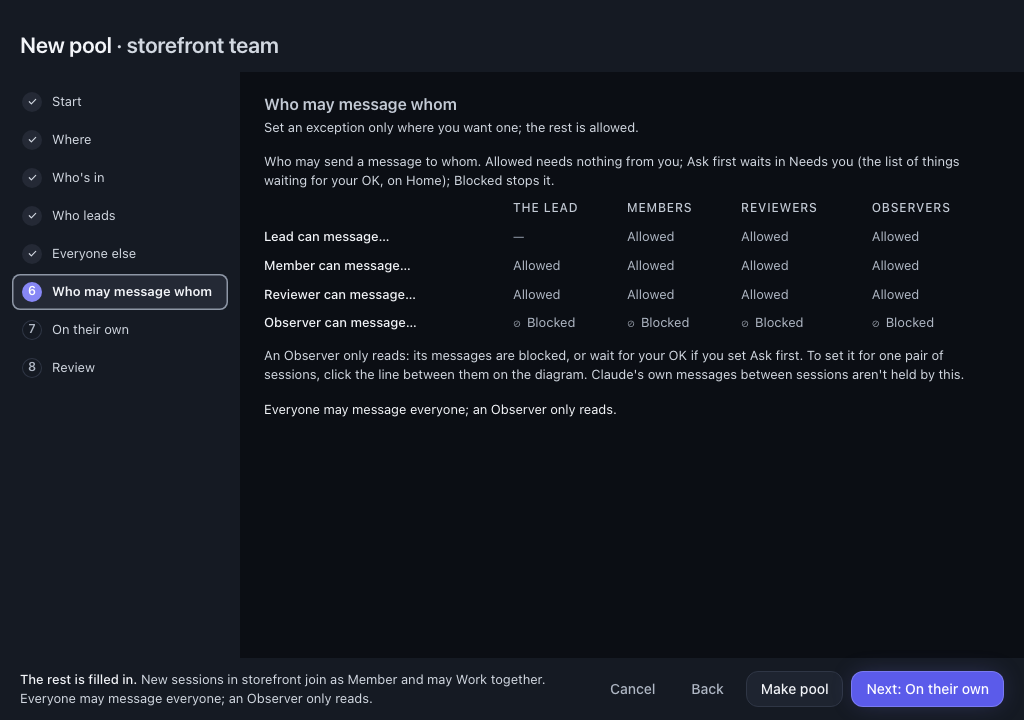 New pool · storefront team
Start
Where
Who's in
Who leads
Everyone else
6 Who may message whom
7 On their own
8 Review
Who may message whom
Set an exception only where you want one; the rest is allowed.
Who may send a message to whom. Allowed needs nothing from you; Ask first waits in Needs you (the list of things
waiting for your OK, on Home); Blocked stops it.
THE LEAD MEMBERS REVIEWERS OBSERVERS
Lead can message... — Allowed Allowed Allowed
Member can message... Allowed Allowed Allowed Allowed
Reviewer can message... Allowed Allowed Allowed Allowed
Observer can message... ⊘ Blocked ⊘ Blocked ⊘ Blocked ⊘ Blocked
An Observer only reads: its messages are blocked, or wait for your OK if you set Ask first. To set it for one pair of
sessions, click the line between them on the diagram. Claude's own messages between sessions aren't held by this.
Everyone may message everyone; an Observer only reads.
The rest is filled in. New sessions in storefront join as Member and may Work together.
Everyone may message everyone; an Observer only reads.
Cancel Back Make pool Next: On their own